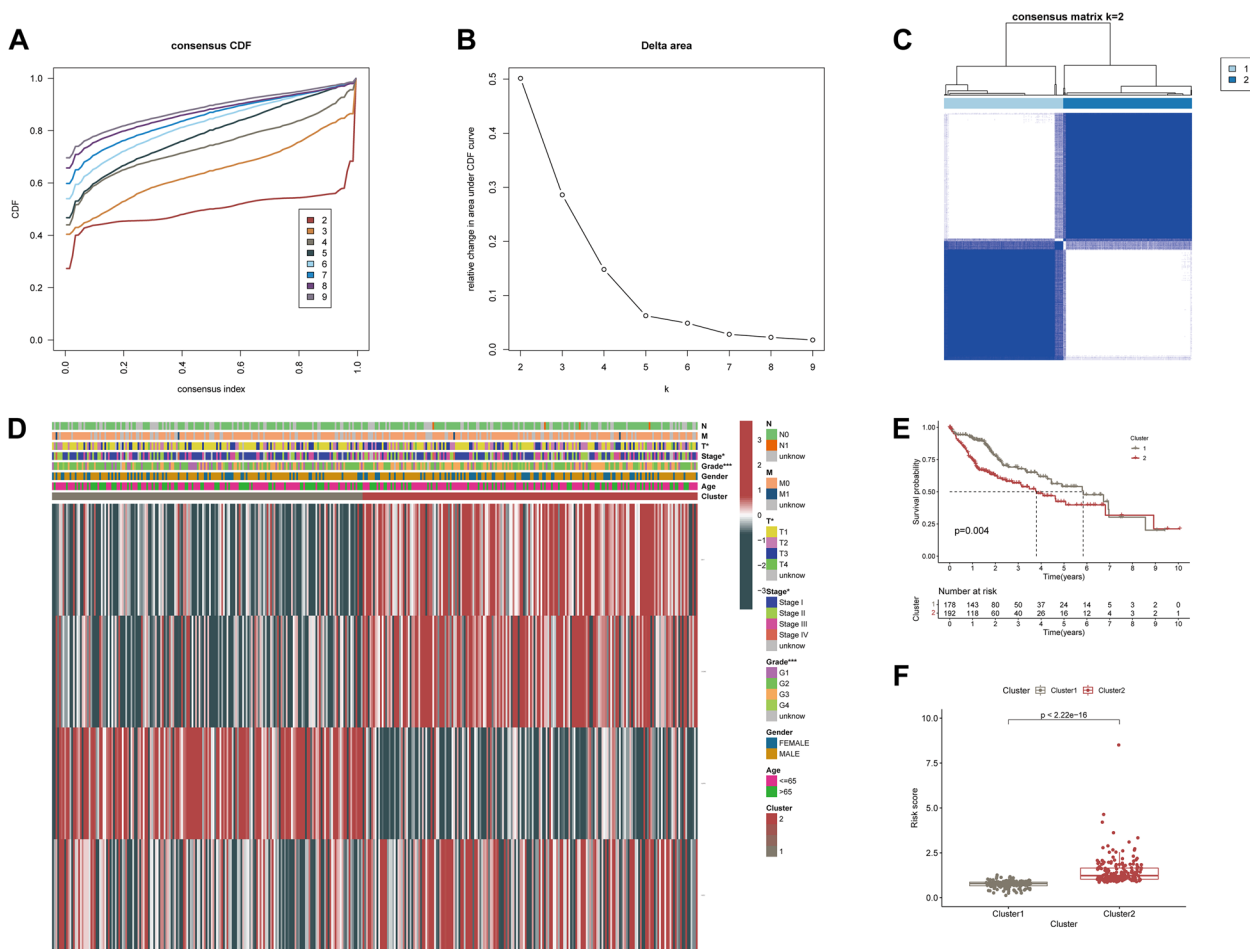 A
consensus CDF
CDF
1.0
0.8
0.6
0.4
0.2
0.0
2
3
4
5
6
7
8
9
0.0
0.2
0.4
0.6
0.8
1.0
consensus index
B
Delta area
relative change in area under CDF curve
0.5
0.4
0.3
0.2
0.1
0.0
2 3 4 5 6 7 8 9
k
C
consensus matrix k=2
1
2
D
N
M
T*
Stage*
Grade***
Gender
Age
Cluster
3
2
1
0
−1
−2
−3
N
N0
N1
unknow
M
M0
M1
unknow
T*
T1
T2
T3
T4
unknow
Stage*
Stage I
Stage II
Stage III
Stage IV
unknow
Grade***
G1
G2
G3
G4
unknow
Gender
FEMALE
MALE
Age
<=65
>65
Cluster
2
1
E
Cluster
1
2
Survival probability
1.00
0.75
0.50
0.25
0.00
p=0.004
0 1 2 3 4 5 6 7 8 9 10
Time(years)
Number at risk
Cluster
1 178 143 80 50 37 24 14 5 3 2 0
2 192 118 60 40 26 16 12 4 3 2 1
0 1 2 3 4 5 6 7 8 9 10
Time(years)
F
Cluster Cluster1 Cluster2
p < 2.22e−16
Risk score
10.0
7.5
5.0
2.5
0.0
Cluster1 Cluster2
Cluster